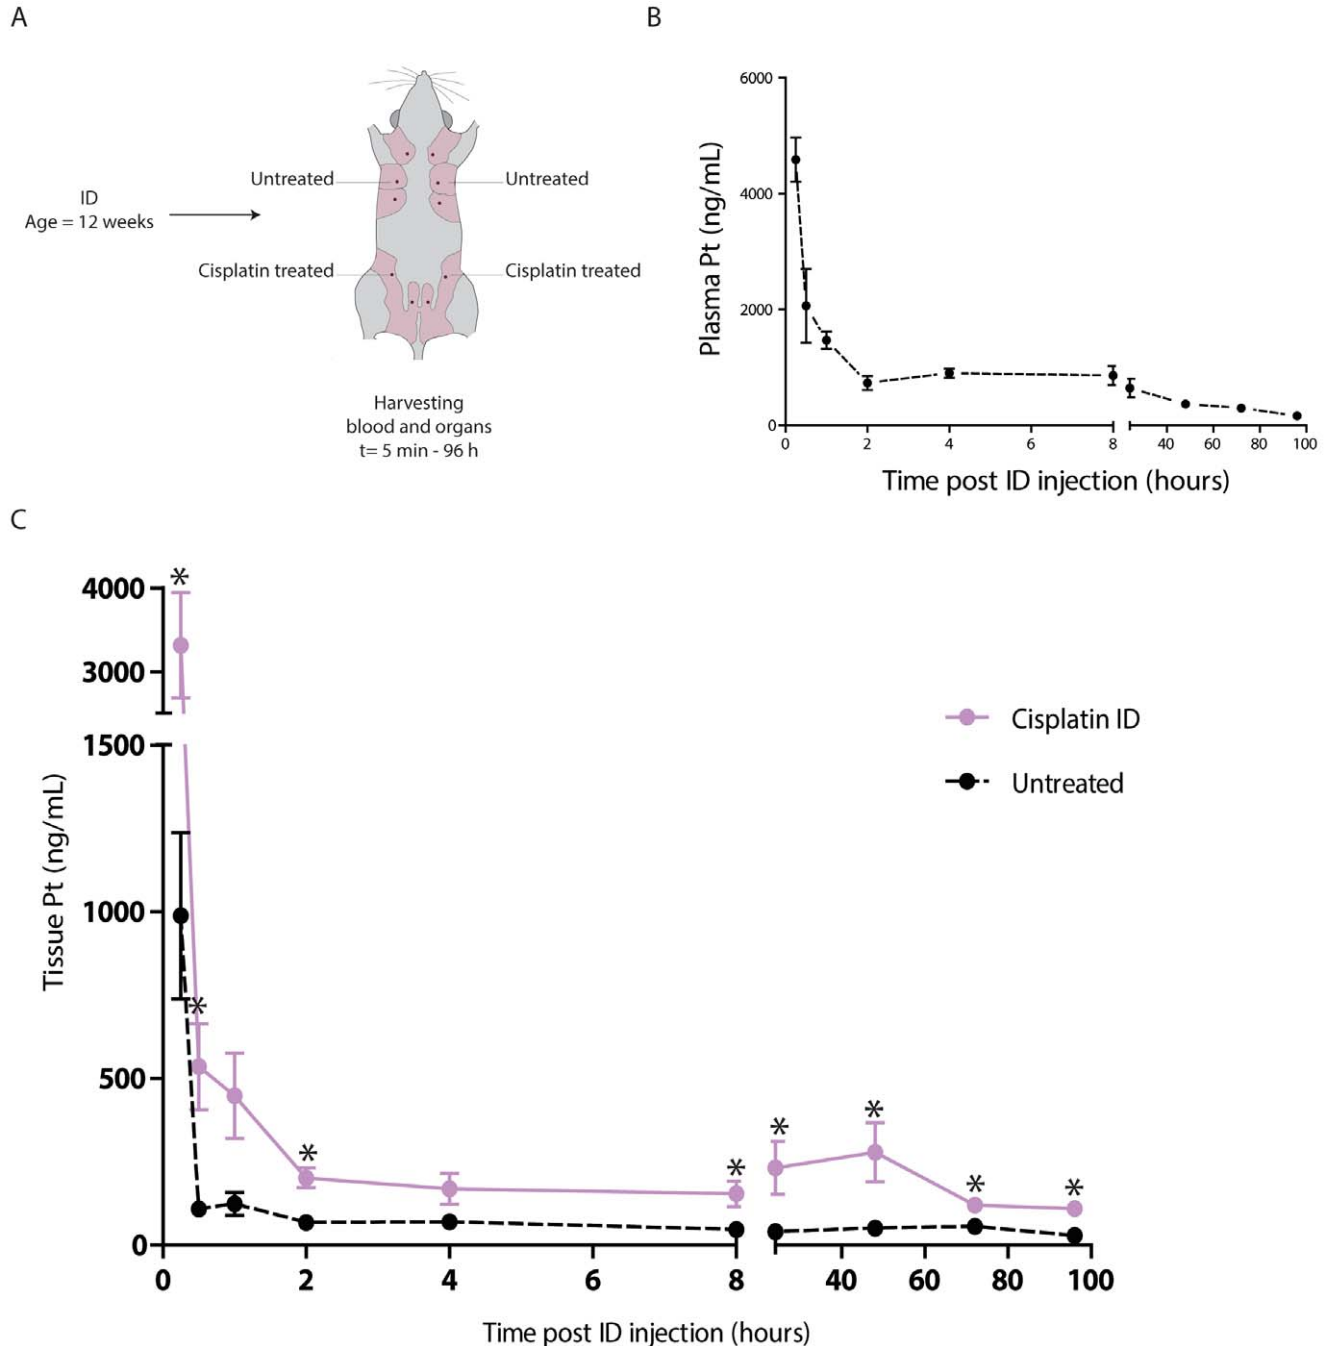 A
Untreated
Untreated
ID
Age = 12 weeks
Cisplatin treated
Cisplatin treated
Harvesting
blood and organs
t= 5 min - 96 h
B
Plasma Pt (ng/mL)
6000
4000
2000
0
0 2 4 6 8 40 60 80 100
Time post ID injection (hours)
C
Tissue Pt (ng/mL)
4000
3000
1500
1000
500
0
* * * * * * * *
Cisplatin ID
Untreated
0 2 4 6 8 40 60 80 100
Time post ID injection (hours)